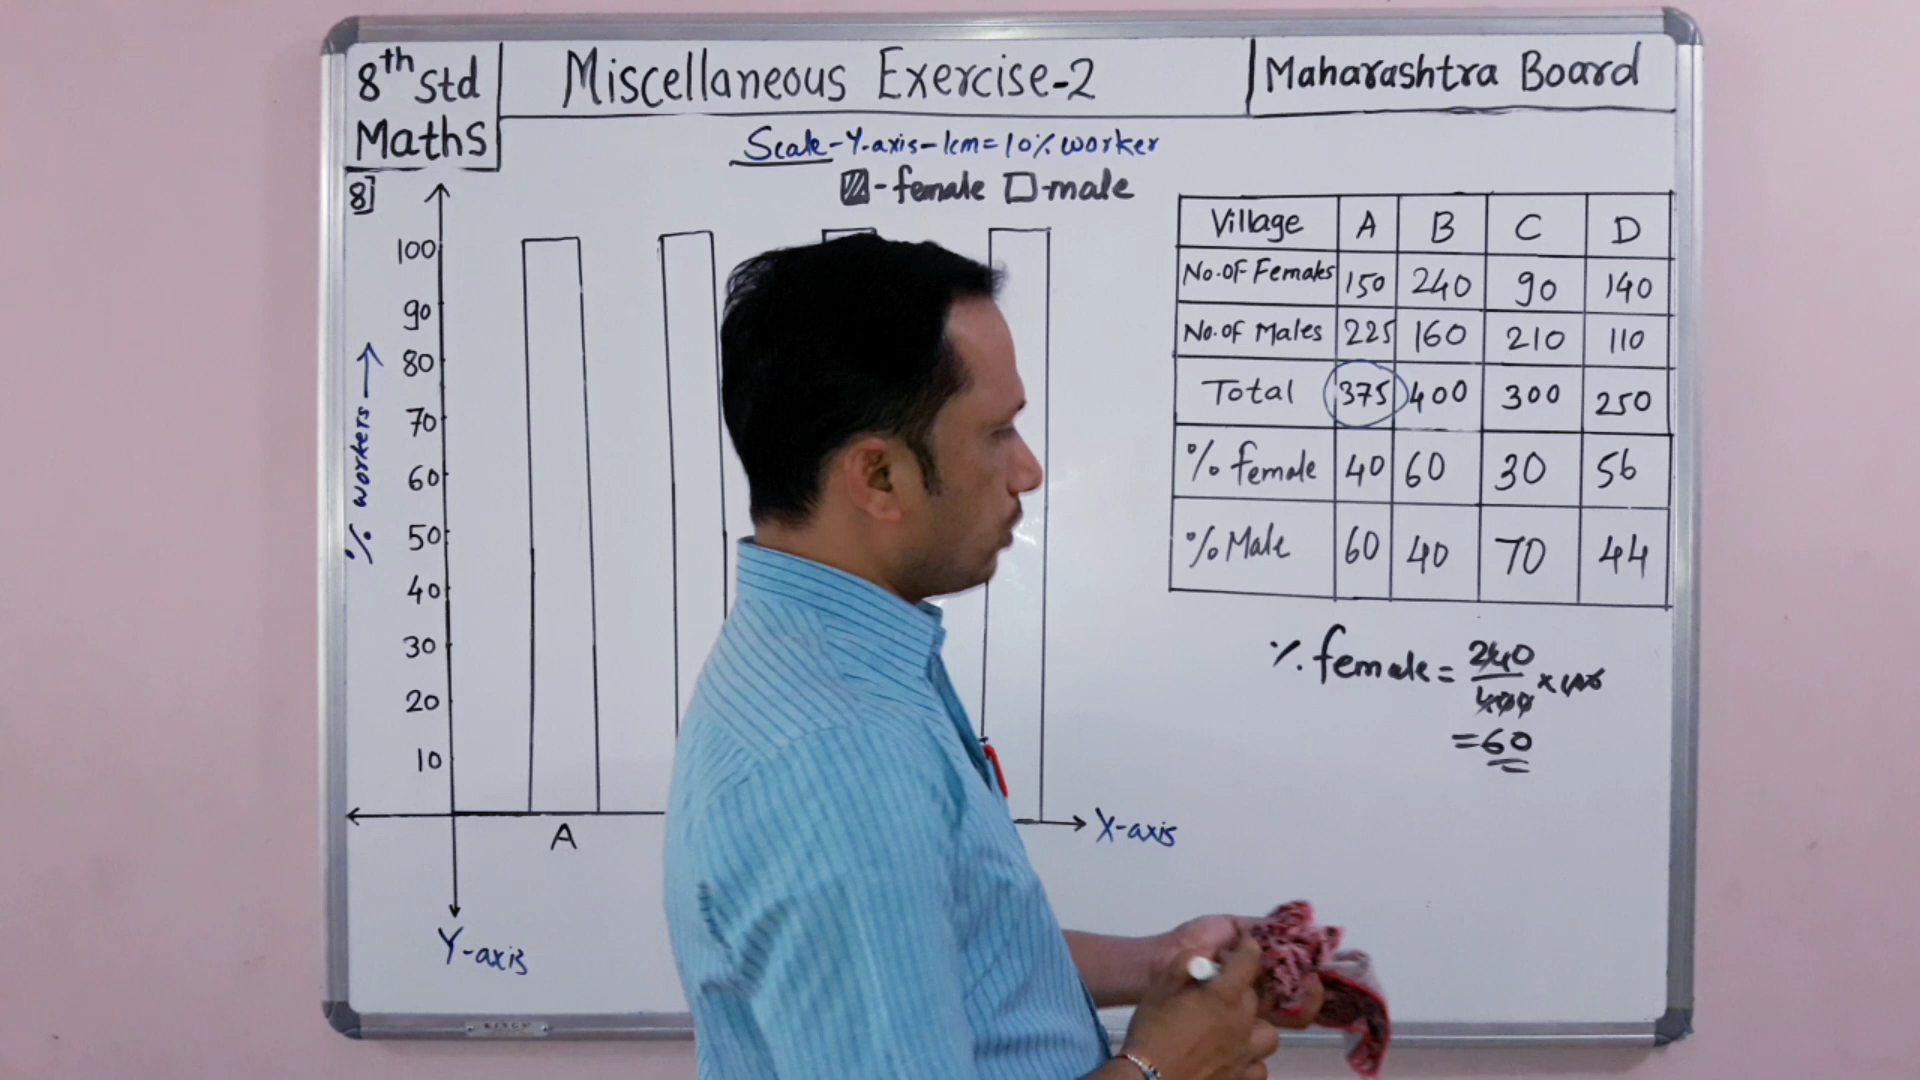 8th std
Maths
Miscellaneous Exercise-2
Maharashtra Board
Scale-Y-axis-1cm=10% worker
-female -male
8]
% workers
100
90
80
70
60
50
40
30
20
10
A
X-axis
Y-axis
Village A B C D
No.of Females 150 240 90 140
No.of Males 225 160 210 110
Total 375 400 300 250
% female 40 60 30 56
% Male 60 40 70 44
% female = 240/400 × 100
= 60